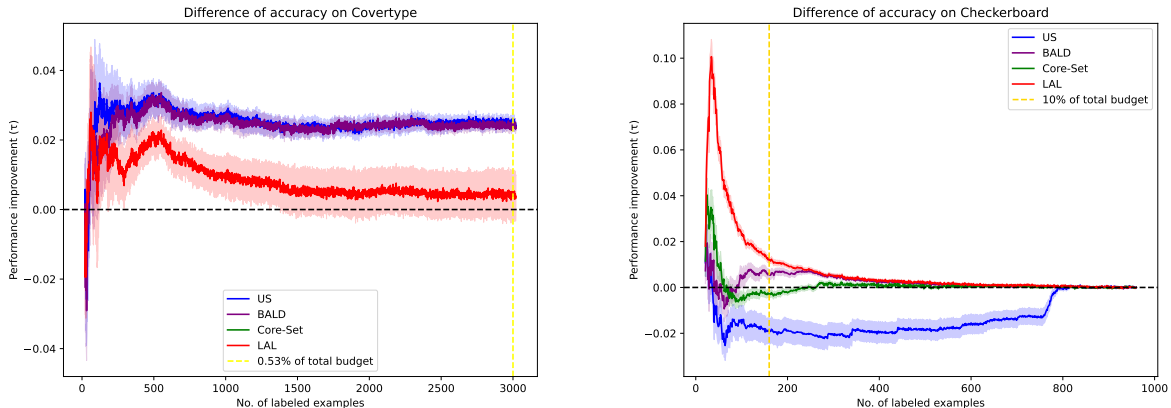 Difference of accuracy on Covertype
Performance improvement (τ)
0.04
0.02
0.00
−0.02
−0.04
US
BALD
Core-Set
LAL
0.53% of total budget
0
500
1000
1500
2000
2500
3000
No. of labeled examples
Difference of accuracy on Checkerboard
Performance improvement (τ)
0.10
0.08
0.06
0.04
0.02
0.00
−0.02
US
BALD
Core-Set
LAL
10% of total budget
0
200
400
600
800
1000
No. of labeled examples